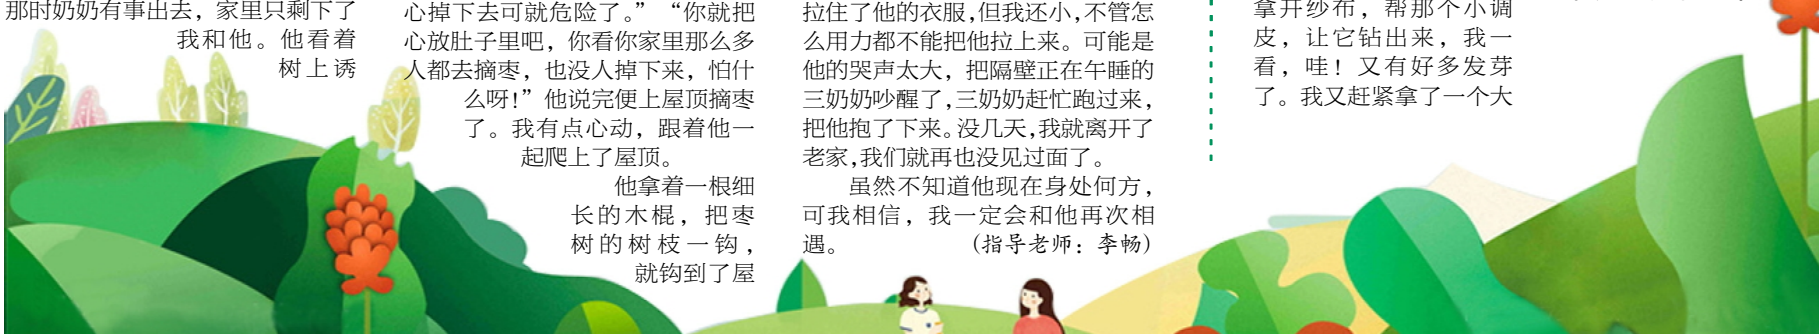 那时奶奶有事出去，家里只剩下了
我和他。他看着
树上诱
心掉下去可就危险了。”“你就把
心放肚子里吧，你看你家里那么多
人都去摘枣，也没人掉下来，怕什
么呀！”他说完便上屋顶摘枣
了。我有点心动，跟着他一
起爬上了屋顶。
他拿着一根细
长的木棍，把枣
树的树枝一钩，
就钩到了屋
拉住了他的衣服，但我还小，不管怎
么用力都不能把他拉上来。可能是
他的哭声太大，把隔壁正在午睡的
三奶奶吵醒了，三奶奶赶忙跑过来，
把他抱了下来。没几天，我就离开了
老家，我们就再也没见过面了。
虽然不知道他现在身处何方，
可我相信，我一定会和他再次相
遇。（指导老师：李畅）
拿开纱布，帮那个小调
皮，让它钻出来，我一
看，哇！又有好多发芽
了。我又赶紧拿了一个大